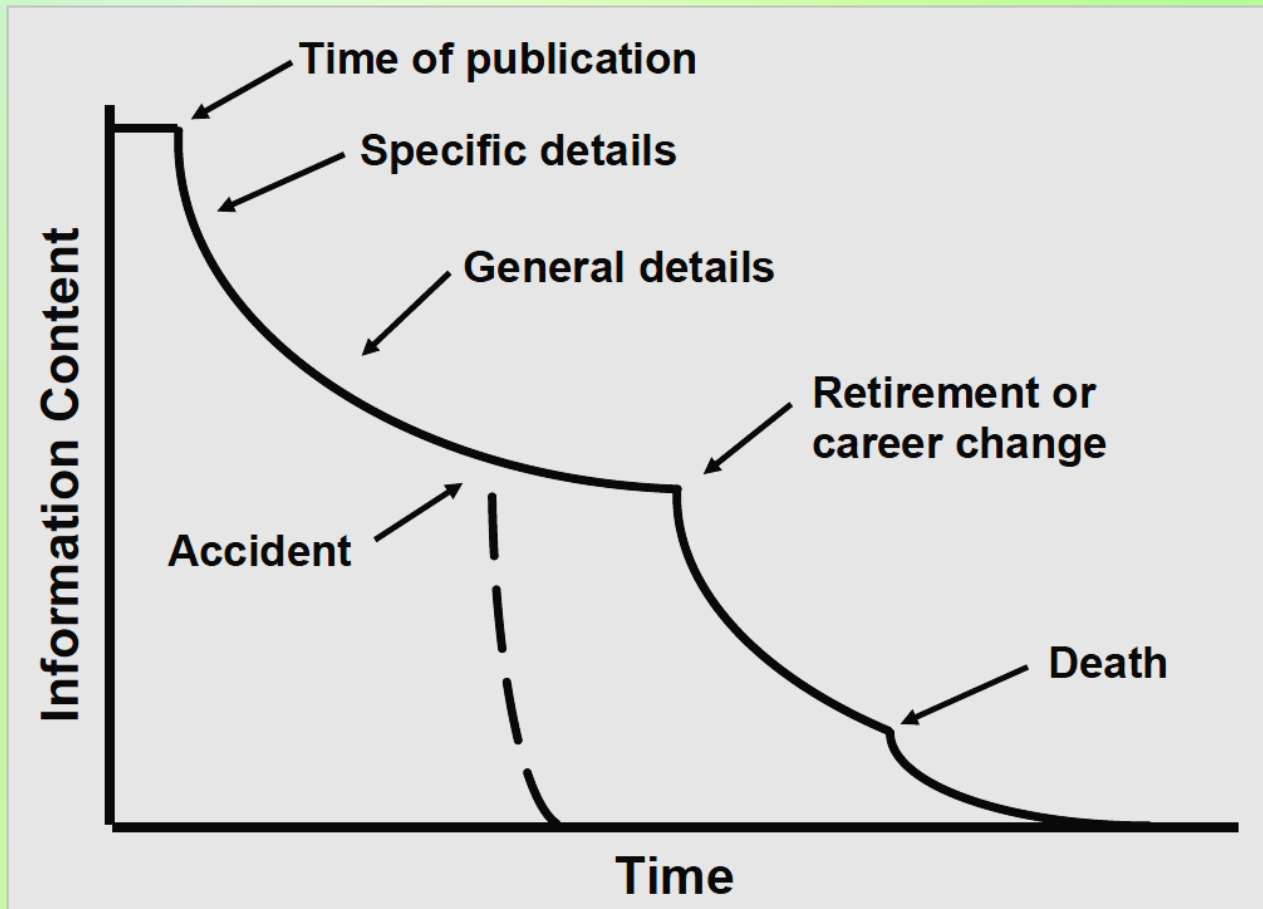 Time of publication
Specific details
General details
Retirement or
career change
Accident
Death
Information Content
Time